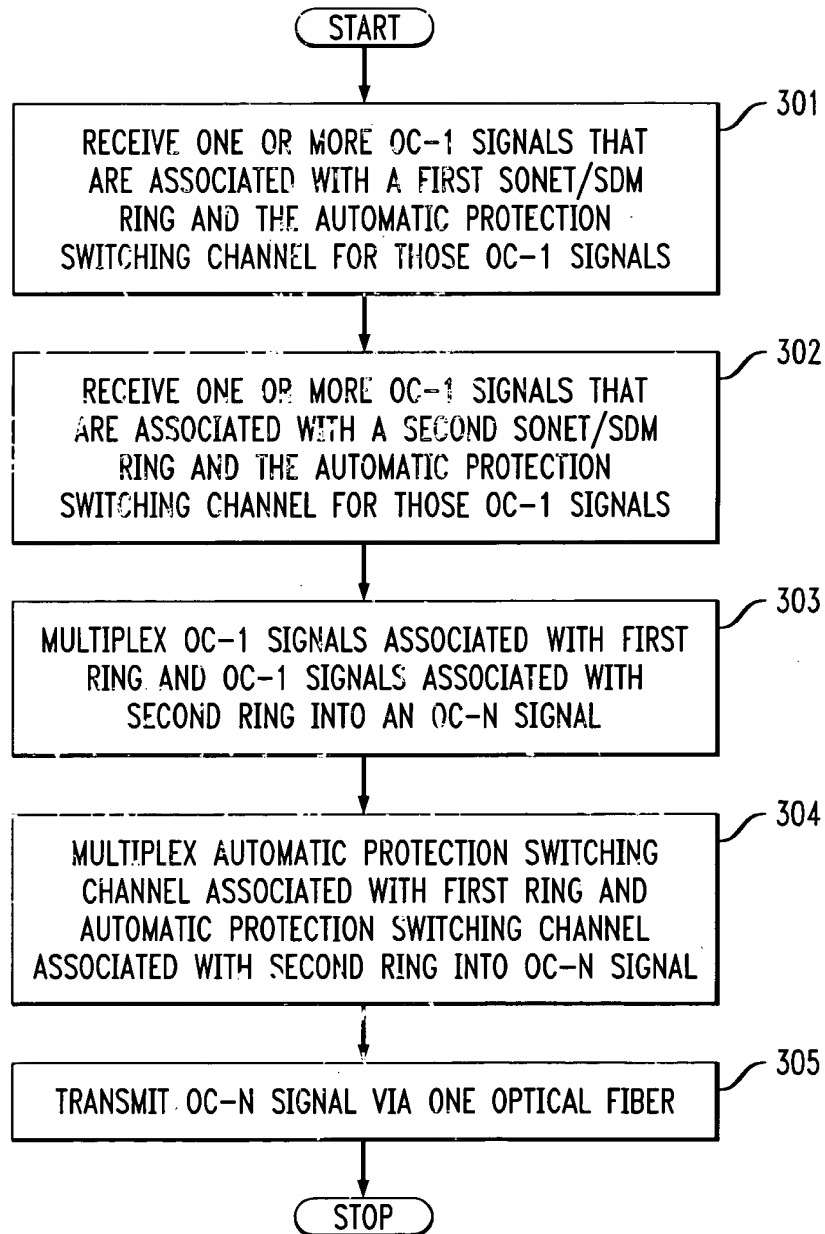 START
301
RECEIVE ONE OR MORE OC-1 SIGNALS THAT
ARE ASSOCIATED WITH A FIRST SONET/SDM
RING AND THE AUTOMATIC PROTECTION
SWITCHING CHANNEL FOR THOSE OC-1 SIGNALS
302
RECEIVE ONE OR MORE OC-1 SIGNALS THAT
ARE ASSOCIATED WITH A SECOND SONET/SDM
RING AND THE AUTOMATIC PROTECTION
SWITCHING CHANNEL FOR THOSE OC-1 SIGNALS
303
MULTIPLEX OC-1 SIGNALS ASSOCIATED WITH FIRST
RING AND OC-1 SIGNALS ASSOCIATED WITH
SECOND RING INTO AN OC-N SIGNAL
304
MULTIPLEX AUTOMATIC PROTECTION SWITCHING
CHANNEL ASSOCIATED WITH FIRST RING AND
AUTOMATIC PROTECTION SWITCHING CHANNEL
ASSOCIATED WITH SECOND RING INTO OC-N SIGNAL
305
TRANSMIT OC-N SIGNAL VIA ONE OPTICAL FIBER
STOP